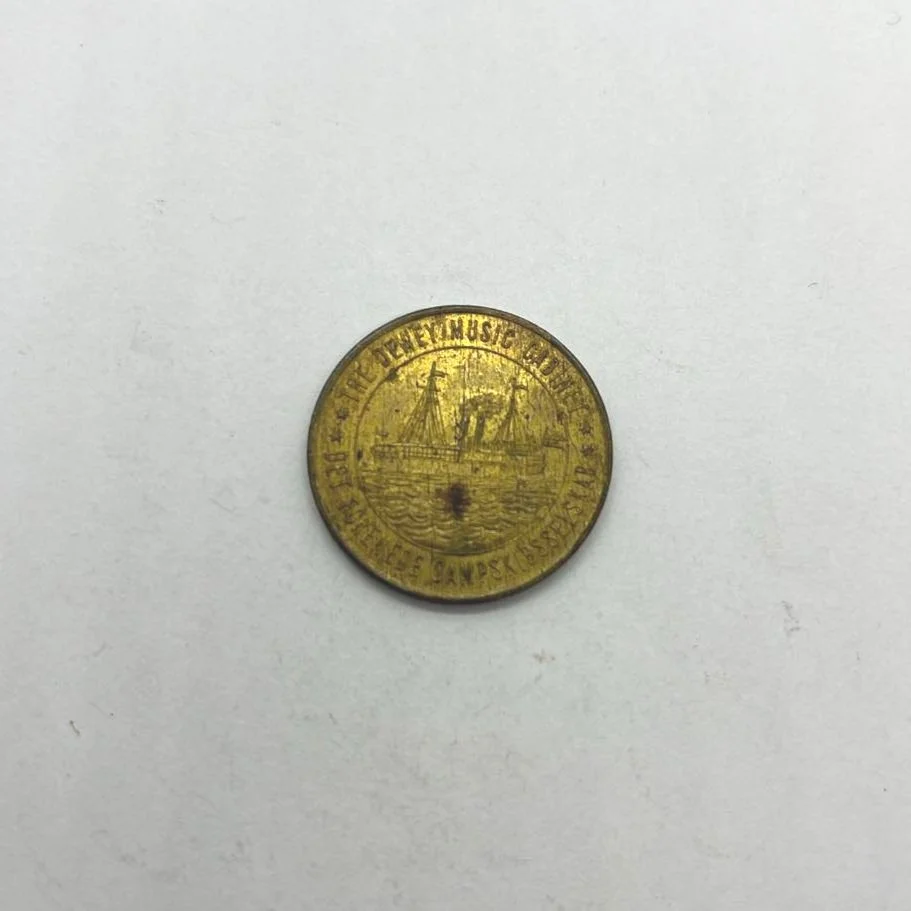 THE DEWEY MUSIC CABINET
DET FORENEDE DAMPSKIBSSELSKAB